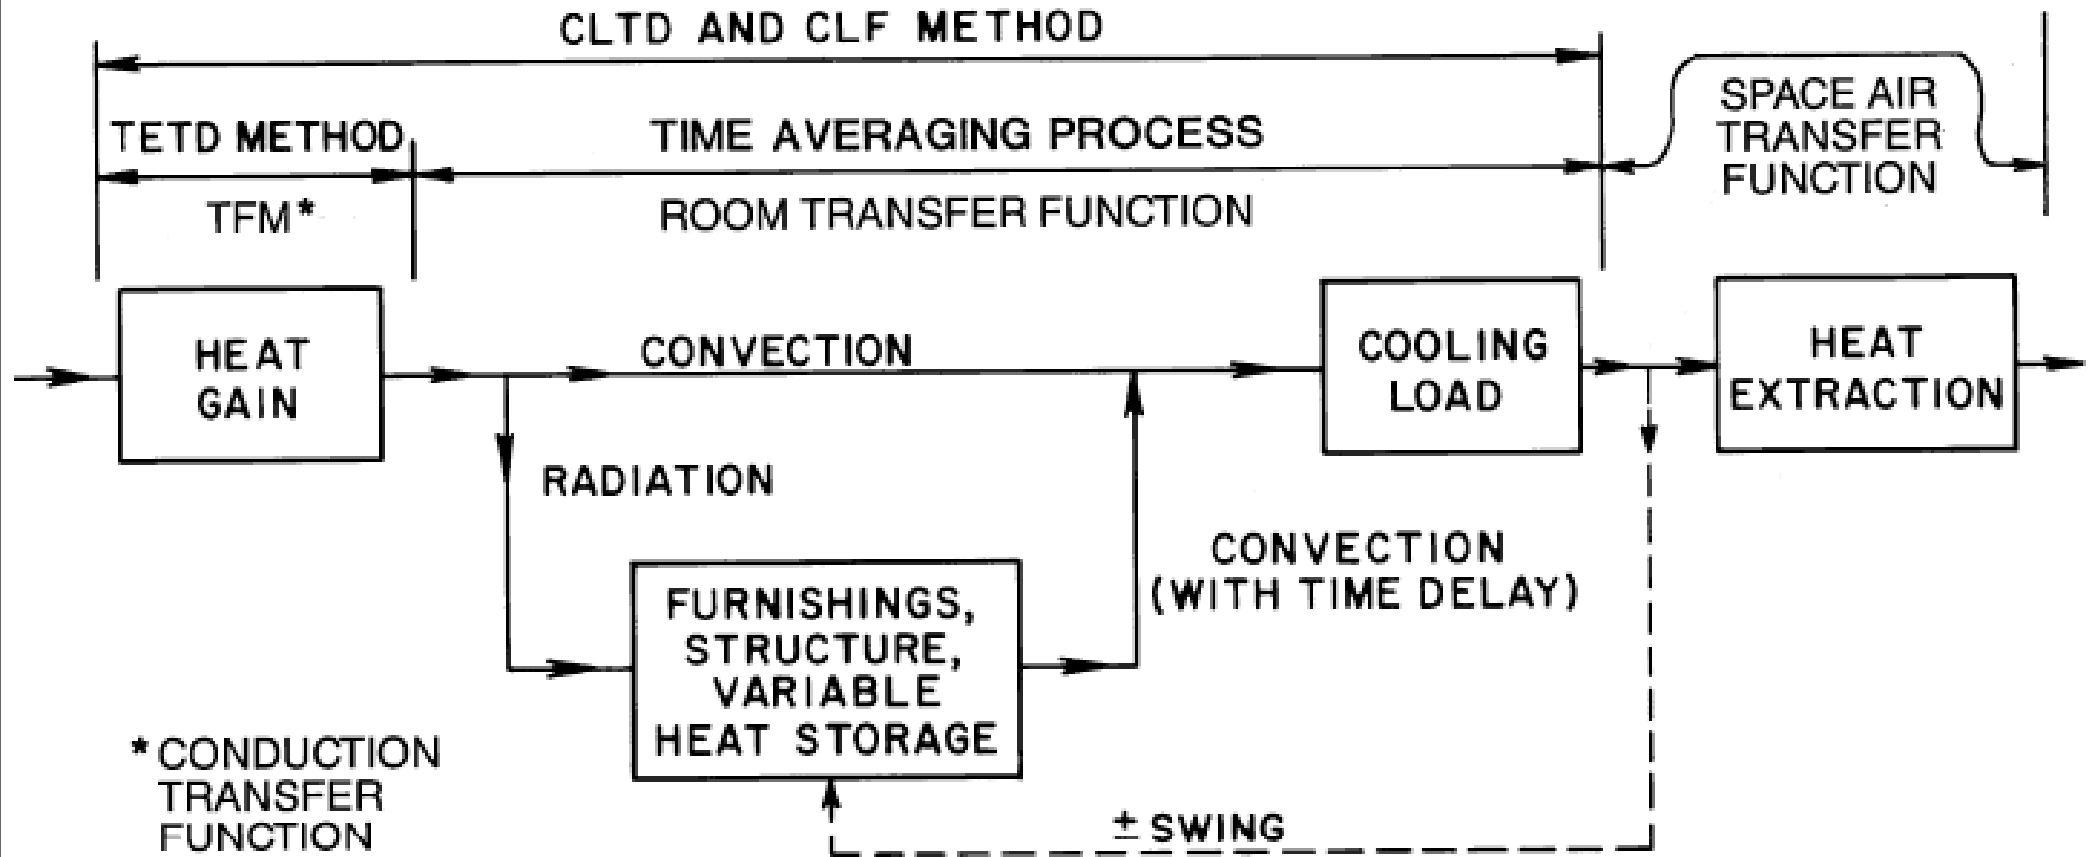 CLTD AND CLF METHOD
TETD METHOD
TIME AVERAGING PROCESS
SPACE AIR
TRANSFER
FUNCTION
TFM*
ROOM TRANSFER FUNCTION
HEAT
GAIN
CONVECTION
COOLING
LOAD
HEAT
EXTRACTION
RADIATION
CONVECTION
(WITH TIME DELAY)
FURNISHINGS,
STRUCTURE,
VARIABLE
HEAT STORAGE
* CONDUCTION
TRANSFER
FUNCTION
± SWING